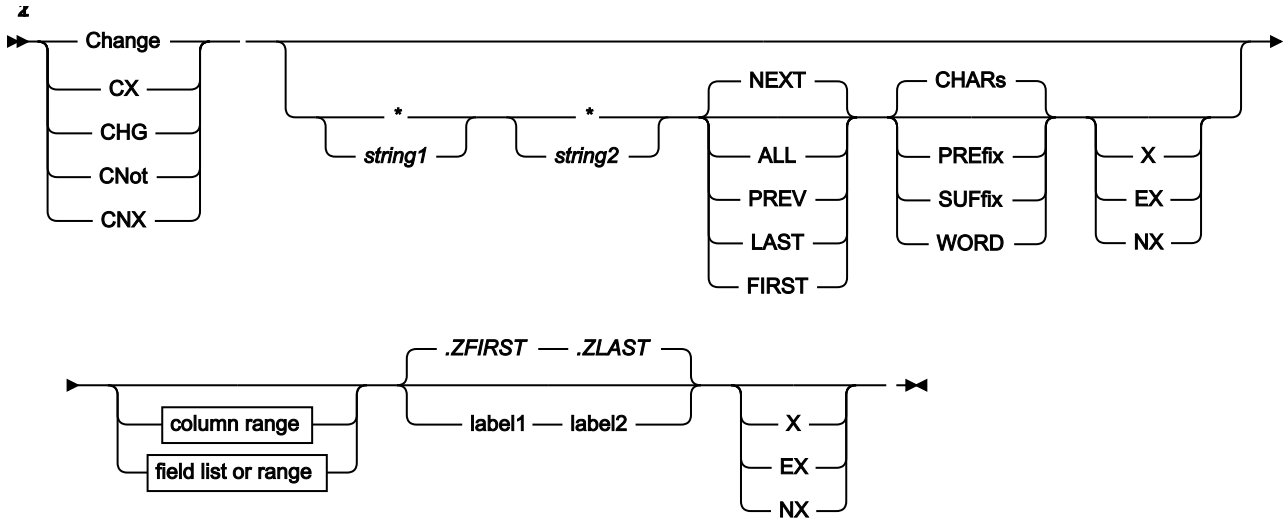 Change
CX
CHG
CNot
CNX
*
string1
*
string2
NEXT
ALL
PREV
LAST
FIRST
CHARs
PREfix
SUFfix
WORD
X
EX
NX
column range
field list or range
.ZFIRST .ZLAST
label1 label2
X
EX
NX